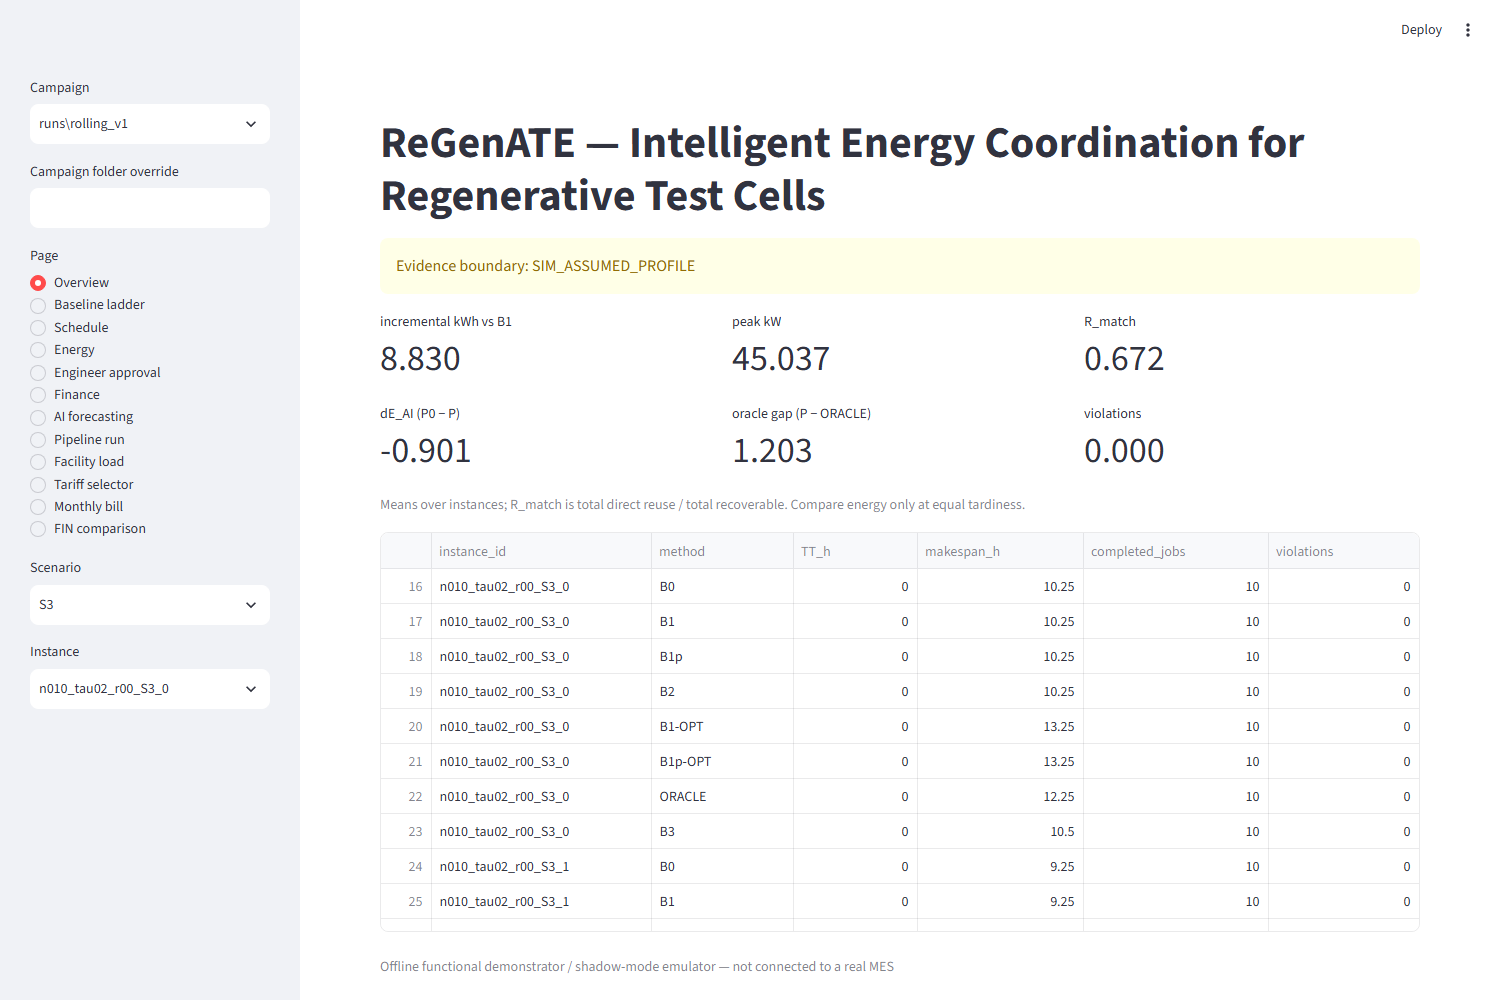 Deploy
Campaign
runs\rolling_v1
Campaign folder override
Page
Overview
Baseline ladder
Schedule
Energy
Engineer approval
Finance
AI forecasting
Pipeline run
Facility load
Tariff selector
Monthly bill
FIN comparison
Scenario
S3
Instance
n010_tau02_r00_S3_0
ReGenATE — Intelligent Energy Coordination for
Regenerative Test Cells
Evidence boundary: SIM_ASSUMED_PROFILE
incremental kWh vs B1 peak kW R_match
8.830 45.037 0.672
dE_AI (P0 − P) oracle gap (P − ORACLE) violations
-0.901 1.203 0.000
Means over instances; R_match is total direct reuse / total recoverable. Compare energy only at equal tardiness.
instance_id method TT_h makespan_h completed_jobs violations
16 n010_tau02_r00_S3_0 B0 0 10.25 10 0
17 n010_tau02_r00_S3_0 B1 0 10.25 10 0
18 n010_tau02_r00_S3_0 B1p 0 10.25 10 0
19 n010_tau02_r00_S3_0 B2 0 10.25 10 0
20 n010_tau02_r00_S3_0 B1-OPT 0 13.25 10 0
21 n010_tau02_r00_S3_0 B1p-OPT 0 13.25 10 0
22 n010_tau02_r00_S3_0 ORACLE 0 12.25 10 0
23 n010_tau02_r00_S3_0 B3 0 10.5 10 0
24 n010_tau02_r00_S3_1 B0 0 9.25 10 0
25 n010_tau02_r00_S3_1 B1 0 9.25 10 0
Offline functional demonstrator / shadow-mode emulator — not connected to a real MES